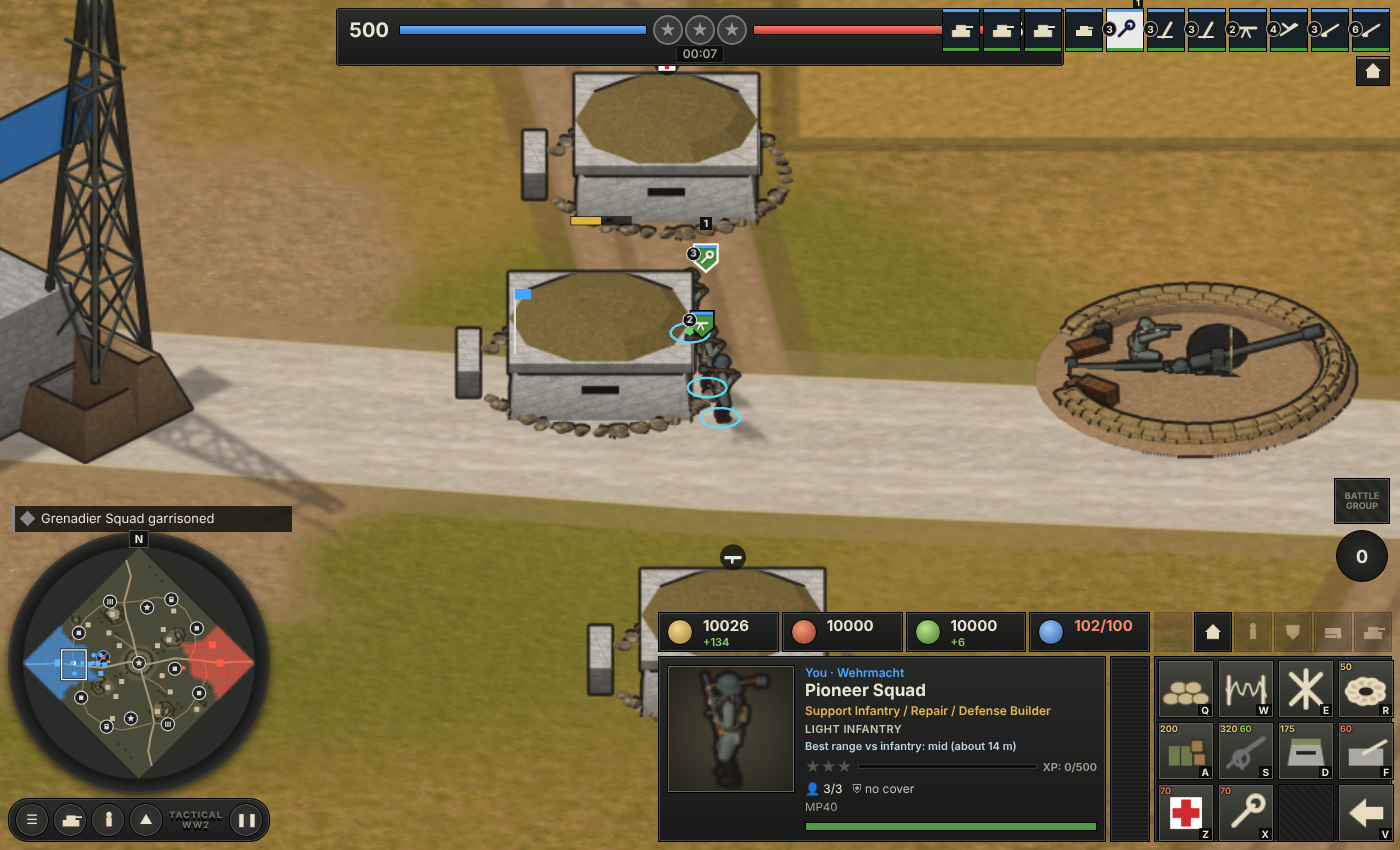 500
00:07
1
3
3
3
2
4
3
6
1
3
2
BATTLE
GROUP
0
Grenadier Squad garrisoned
N
10026
+134
10000
10000
+6
102/100
You · Wehrmacht
Pioneer Squad
Support Infantry / Repair / Defense Builder
LIGHT INFANTRY
Best range vs infantry: mid (about 14 m)
XP: 0/500
3/3 no cover
MP40
Q
W
E
50
R
200
A
320 60
S
175
D
60
F
70
Z
70
X
V
TACTICAL
WW2